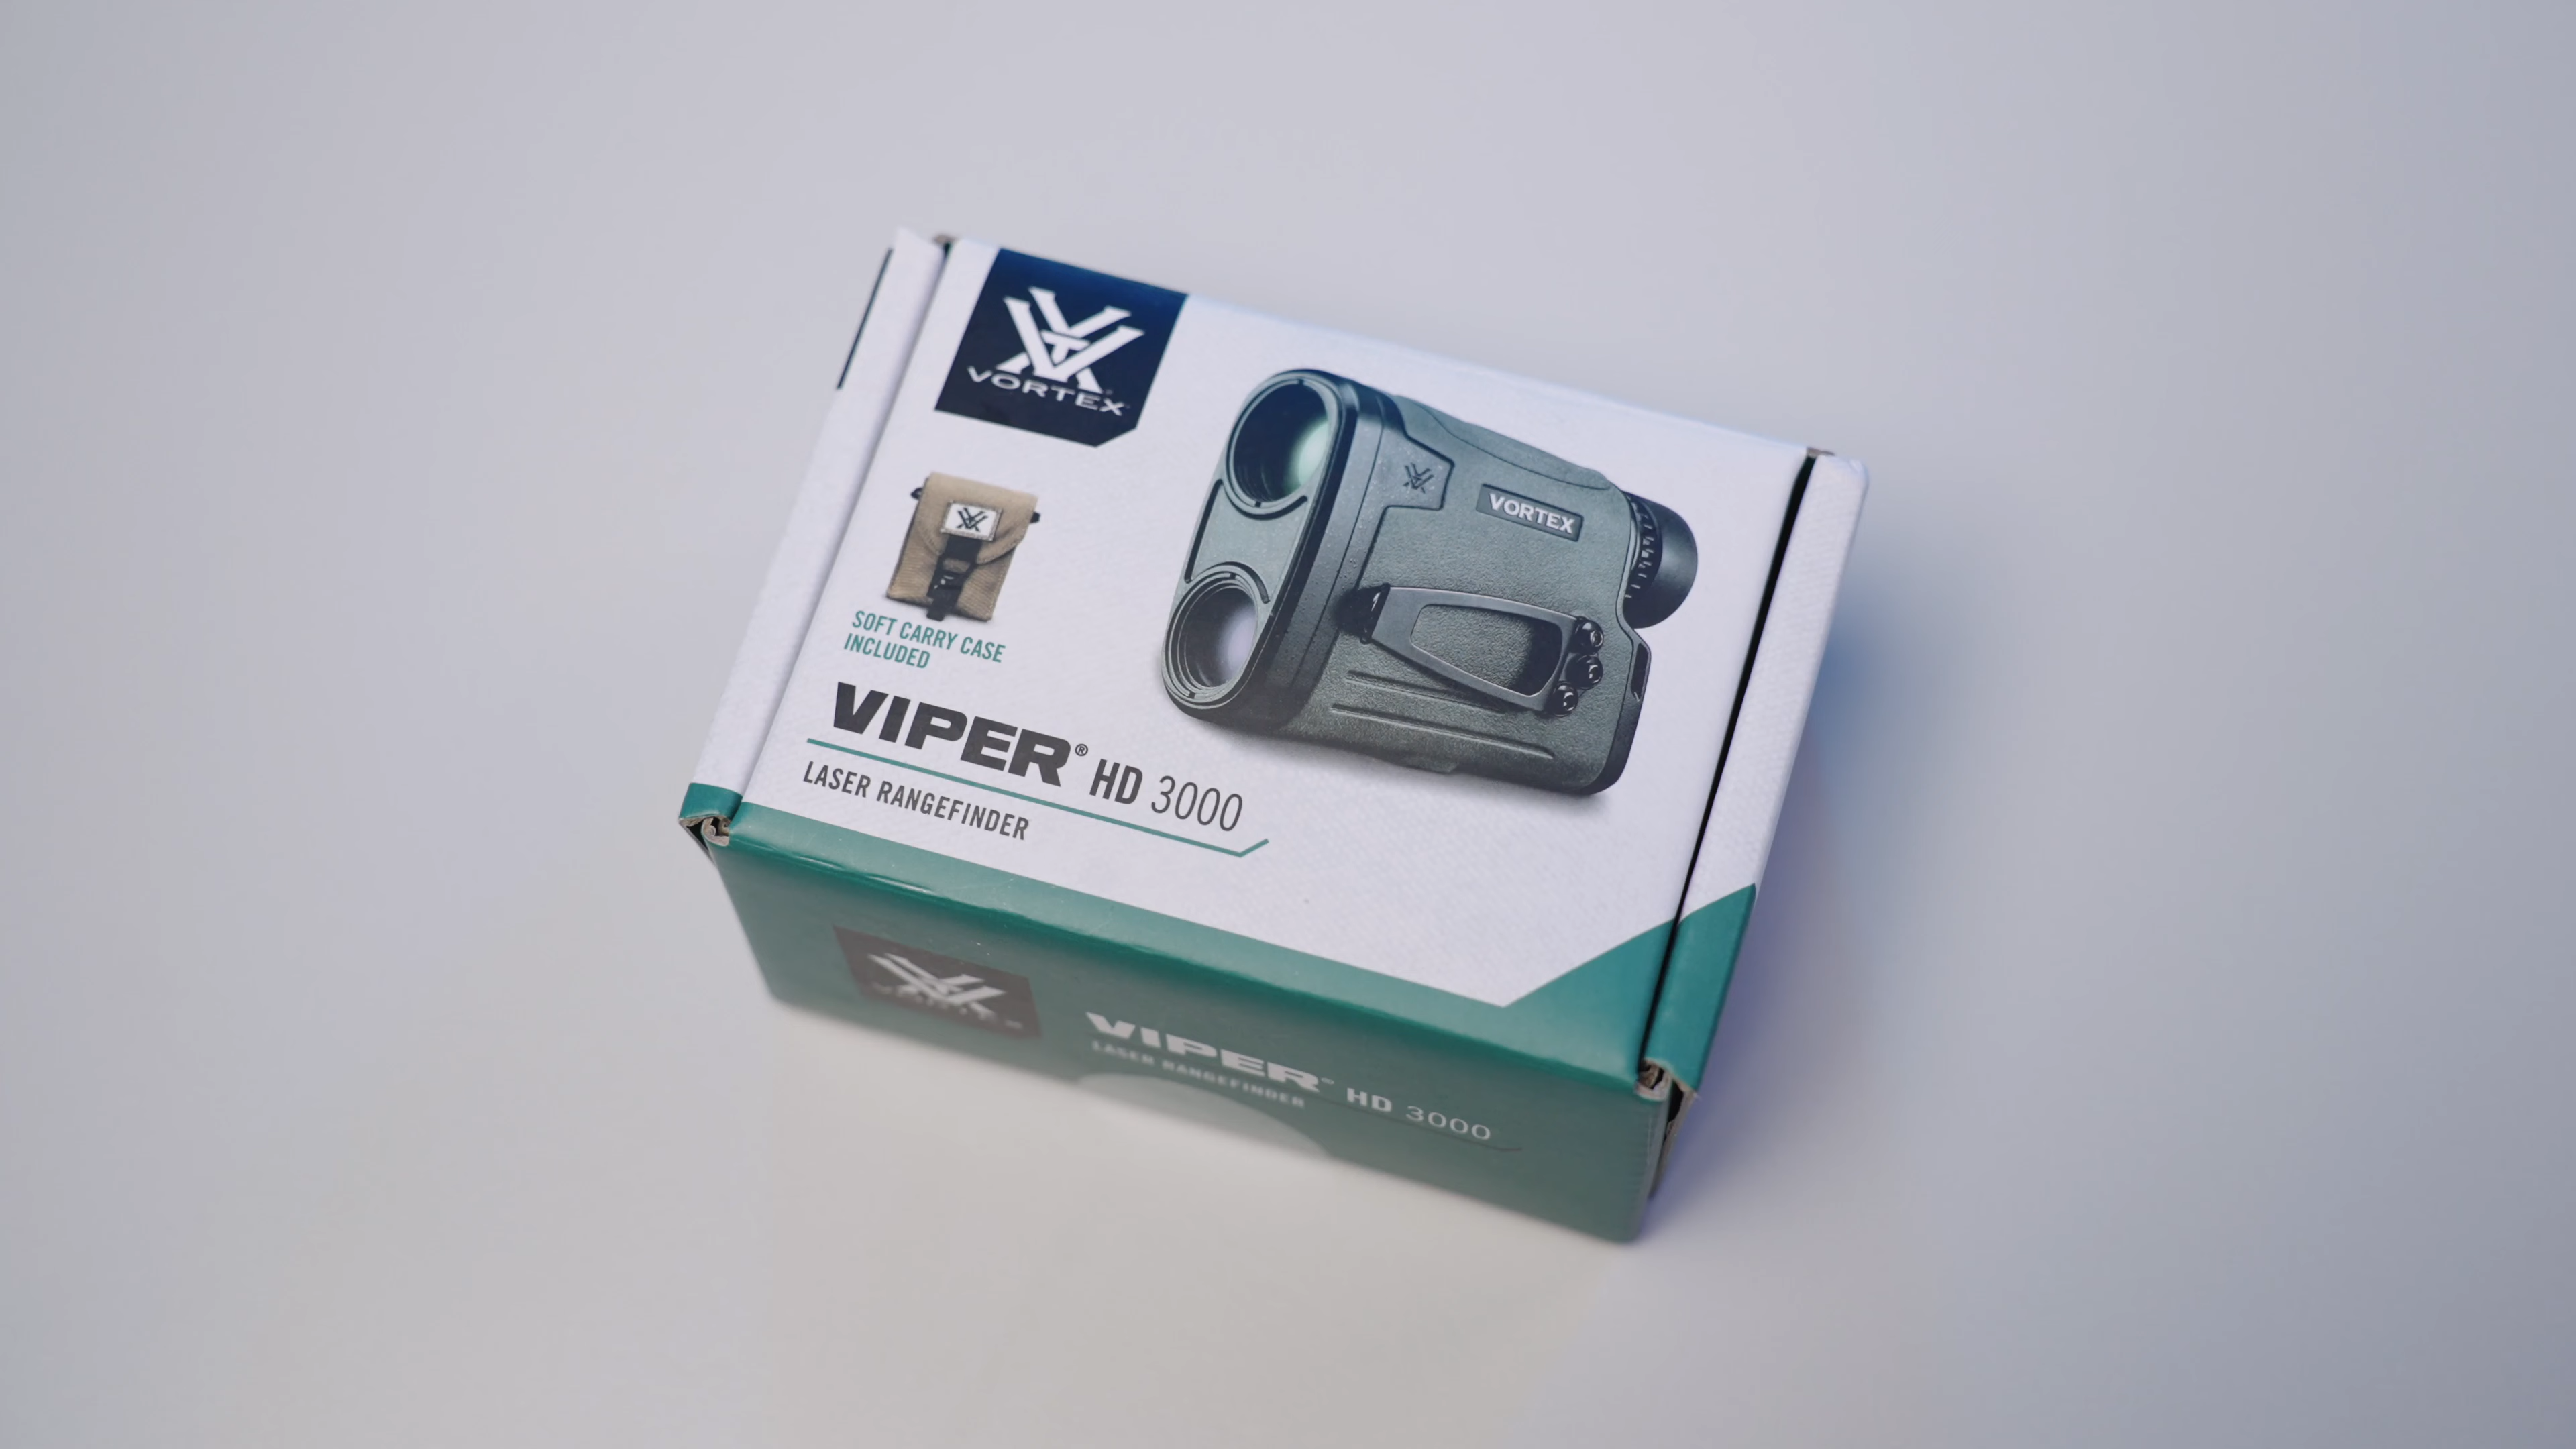 VORTEX
VORTEX
SOFT CARRY CASE
INCLUDED
VIPER® HD 3000
LASER RANGEFINDER
VORTEX
VIPER HD 3000
LASER RANGEFINDER